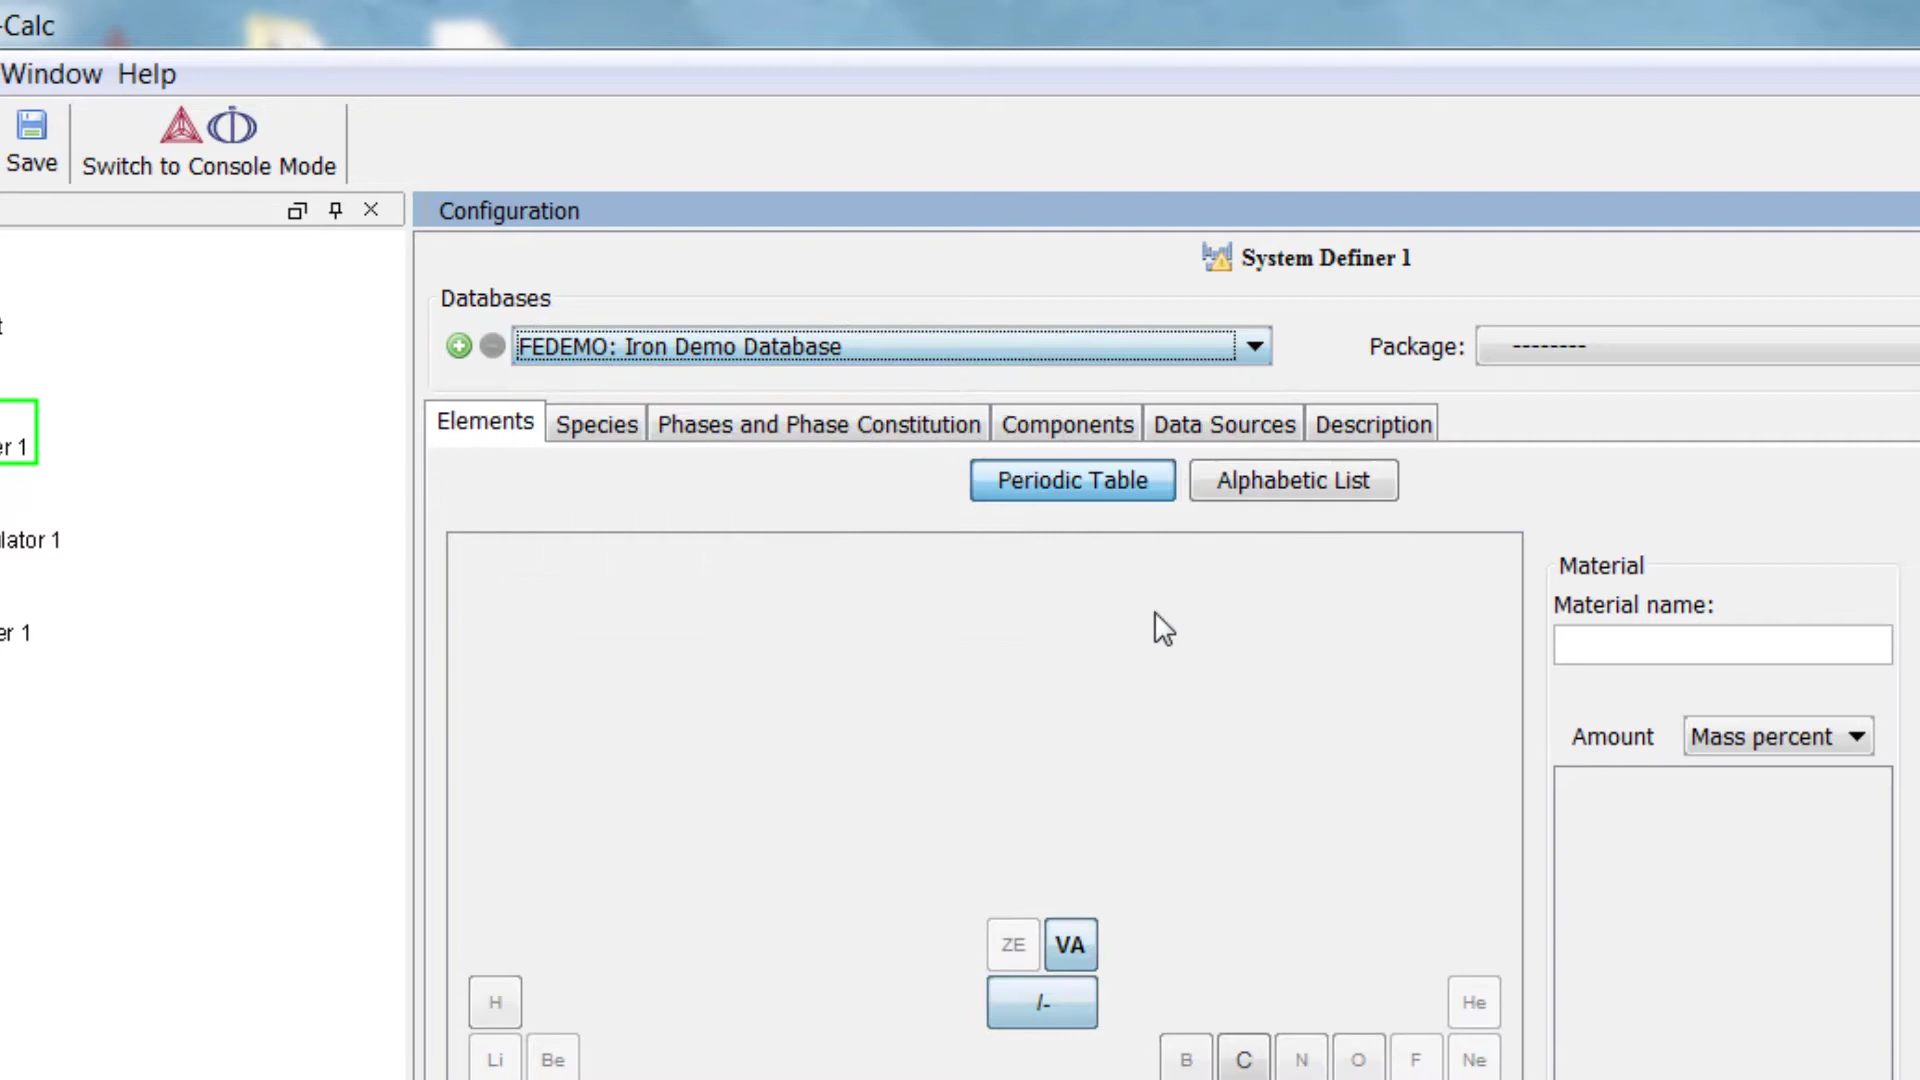 -Calc
Window Help
Save
Switch to Console Mode
Configuration
System Definer 1
Databases
FEDEMO: Iron Demo Database
Package: --------
t
er 1
lator 1
er 1
Elements Species Phases and Phase Constitution Components Data Sources Description
Periodic Table Alphabetic List
Material
Material name:
Amount Mass percent
ZE VA
H /- He
Li Be B C N O F Ne